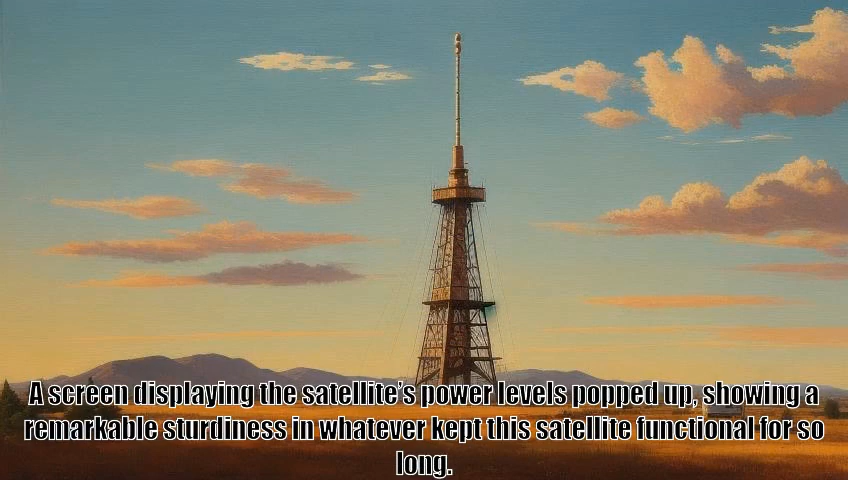 A screen displaying the satellite's power levels popped up, showing a
remarkable sturdiness in whatever kept this satellite functional for so
long.